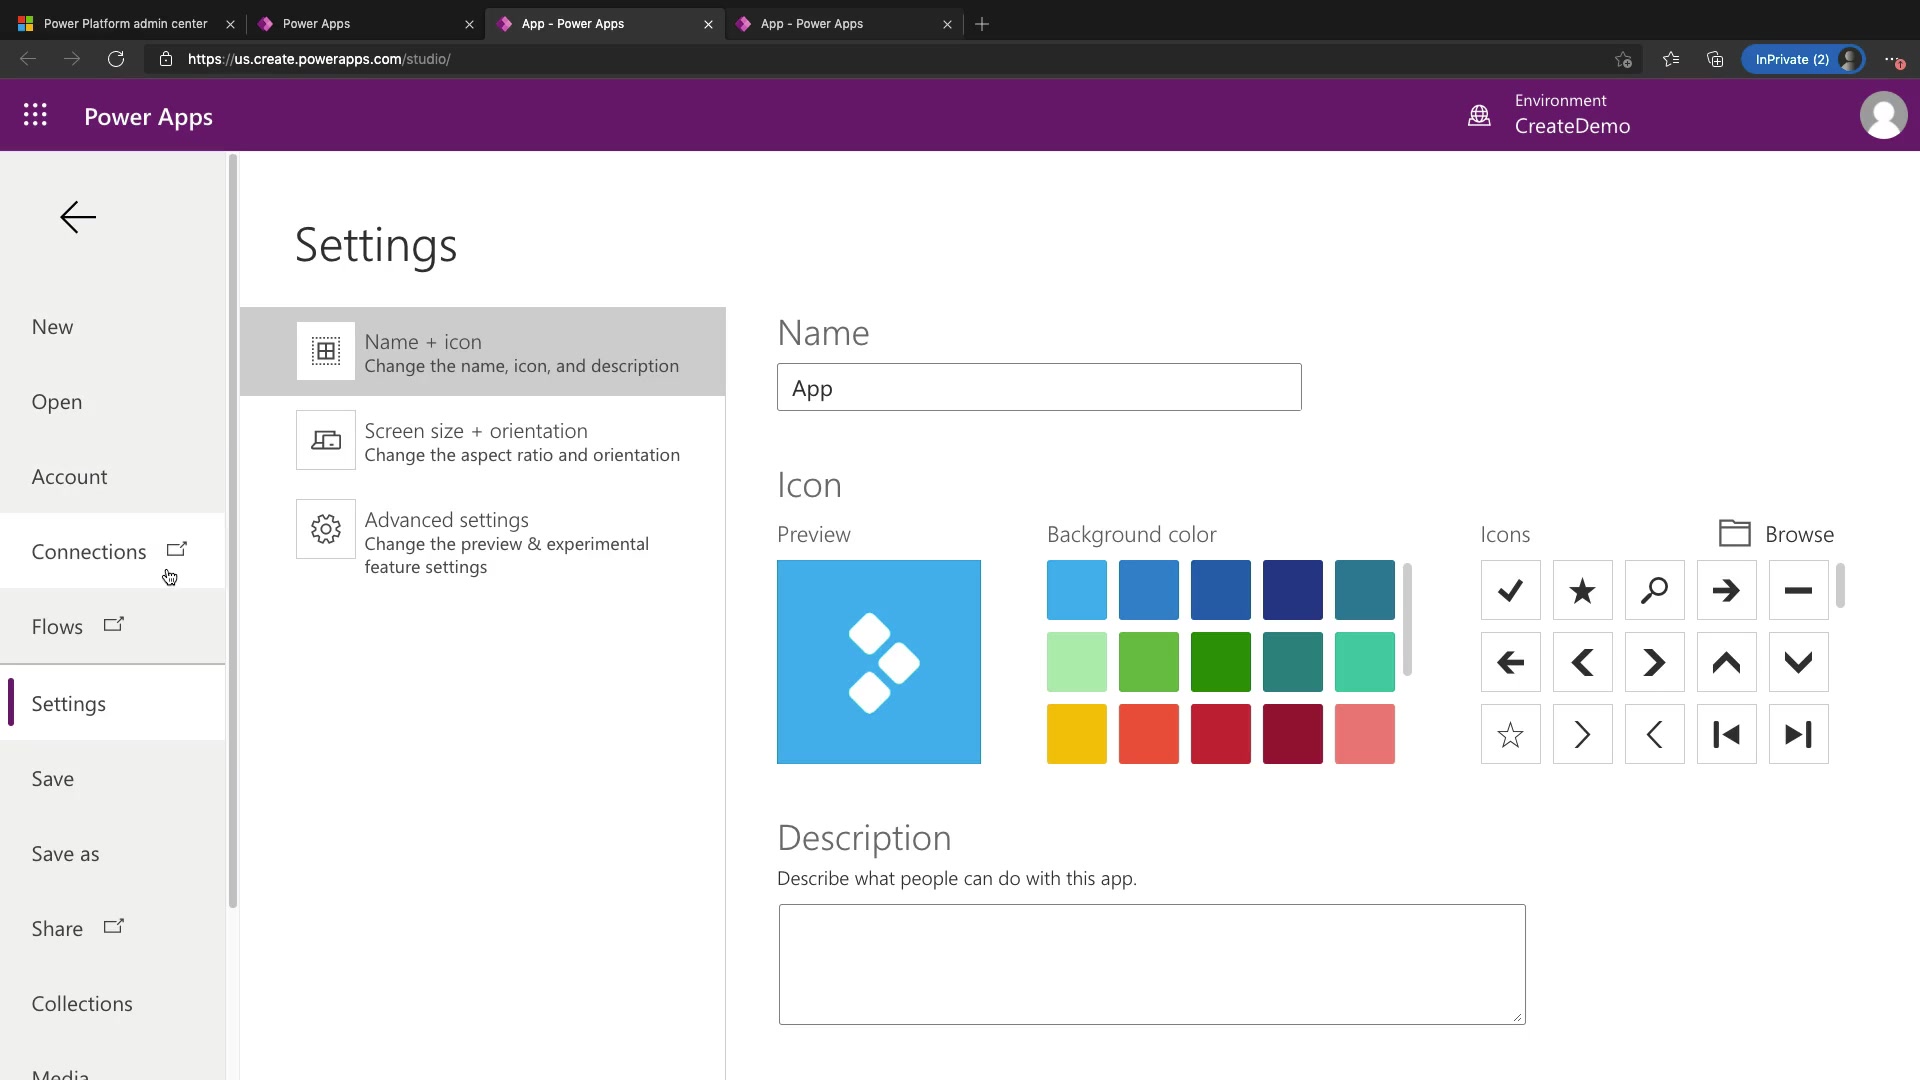 Power Platform admin center
Power Apps
App - Power Apps
App - Power Apps
https://us.create.powerapps.com/studio/
InPrivate (2)
Power Apps
Environment
CreateDemo
New
Open
Account
Connections
Flows
Settings
Save
Save as
Share
Collections
Media
Settings
Name + icon
Change the name, icon, and description
Screen size + orientation
Change the aspect ratio and orientation
Advanced settings
Change the preview & experimental
feature settings
Name
App
Icon
Preview
Background color
Icons
Browse
Description
Describe what people can do with this app.